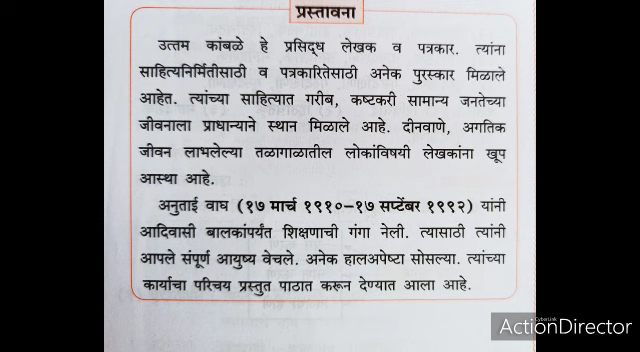 प्रस्तावना
उत्तम कांबळे हे प्रसिद्ध लेखक व पत्रकार. त्यांना
साहित्यनिर्मितीसाठी व पत्रकारितेसाठी अनेक पुरस्कार मिळाले
आहेत. त्यांच्या साहित्यात गरीब, कष्टकरी सामान्य जनतेच्या
जीवनाला प्राधान्याने स्थान मिळाले आहे. दीनवाणे, अगतिक
जीवन लाभलेल्या तळागाळातील लोकांविषयी लेखकांना खूप
आस्था आहे.
अनुताई वाघ (१७ मार्च १९१०–१७ सप्टेंबर १९९२) यांनी
आदिवासी बालकांपर्यंत शिक्षणाची गंगा नेली. त्यासाठी त्यांनी
आपले संपूर्ण आयुष्य वेचले. अनेक हालअपेष्टा सोसल्या. त्यांच्या
कार्याचा परिचय प्रस्तुत पाठात करून देण्यात आला आहे.
CyberLink
ActionDirector